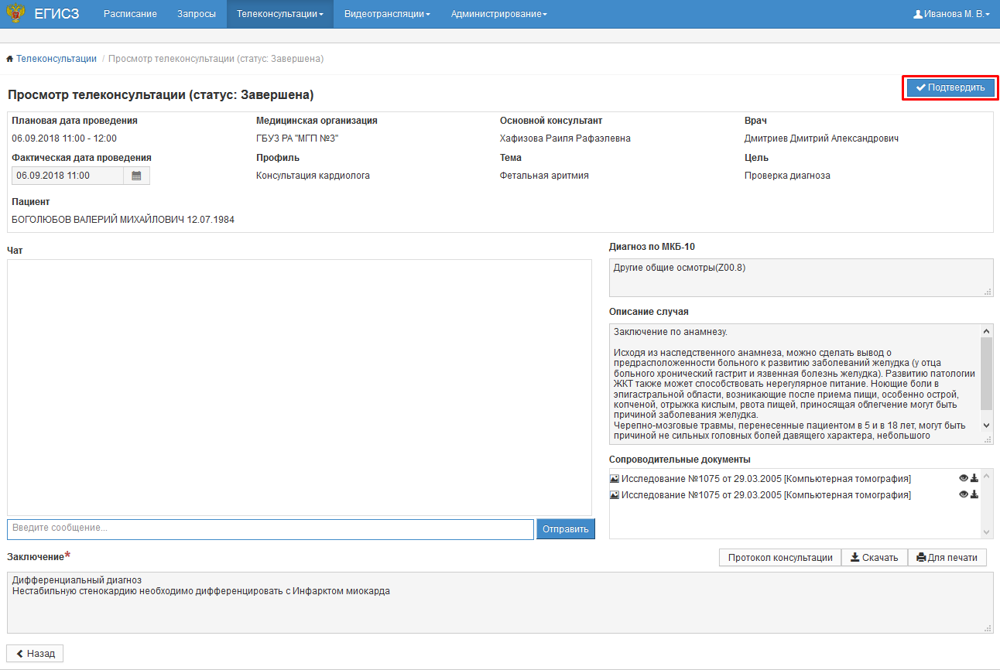 ЕГИСЗ Расписание Запросы Телеконсультации Видеотрансляции Администрирование Иванова М. В.
Телеконсультации / Просмотр телеконсультации (статус: Завершена)
Подтвердить
Просмотр телеконсультации (статус: Завершена)
Плановая дата проведения Медицинская организация Основной консультант Врач
06.09.2018 11:00 - 12:00 ГБУЗ РА "МГП №3" Хафизова Раиля Рафаэлевна Дмитриев Дмитрий Александрович
Фактическая дата проведения Профиль Тема Цель
06.09.2018 11:00 Консультация кардиолога Фетальная аритмия Проверка диагноза
Пациент
БОГОЛЮБОВ ВАЛЕРИЙ МИХАЙЛОВИЧ 12.07.1984
Чат
Введите сообщение...
Отправить
Диагноз по МКБ-10
Другие общие осмотры(Z00.8)
Описание случая
Заключение по анамнезу.
Исходя из наследственного анамнеза, можно сделать вывод о
предрасположенности больного к развитию заболеваний желудка (у отца
больного хронический гастрит и язвенная болезнь желудка). Развитию патологии
ЖКТ также может способствовать нерегулярное питание. Ноющие боли в
эпигастральной области, возникающие после приема пищи, особенно острой,
копченой, отрыжка кислым, рвота пищей, приносящая облегчение могут быть
причиной заболевания желудка.
Черепно-мозговые травмы, перенесенные пациентом в 5 и в 18 лет, могут быть
причиной не сильных головных болей давящего характера, небольшого
Сопроводительные документы
Исследование №1075 от 29.03.2005 [Компьютерная томография]
Исследование №1075 от 29.03.2005 [Компьютерная томография]
Заключение*
Протокол консультации Скачать Для печати
Дифференциальный диагноз
Нестабильную стенокардию необходимо дифференцировать с Инфарктом миокарда
Назад